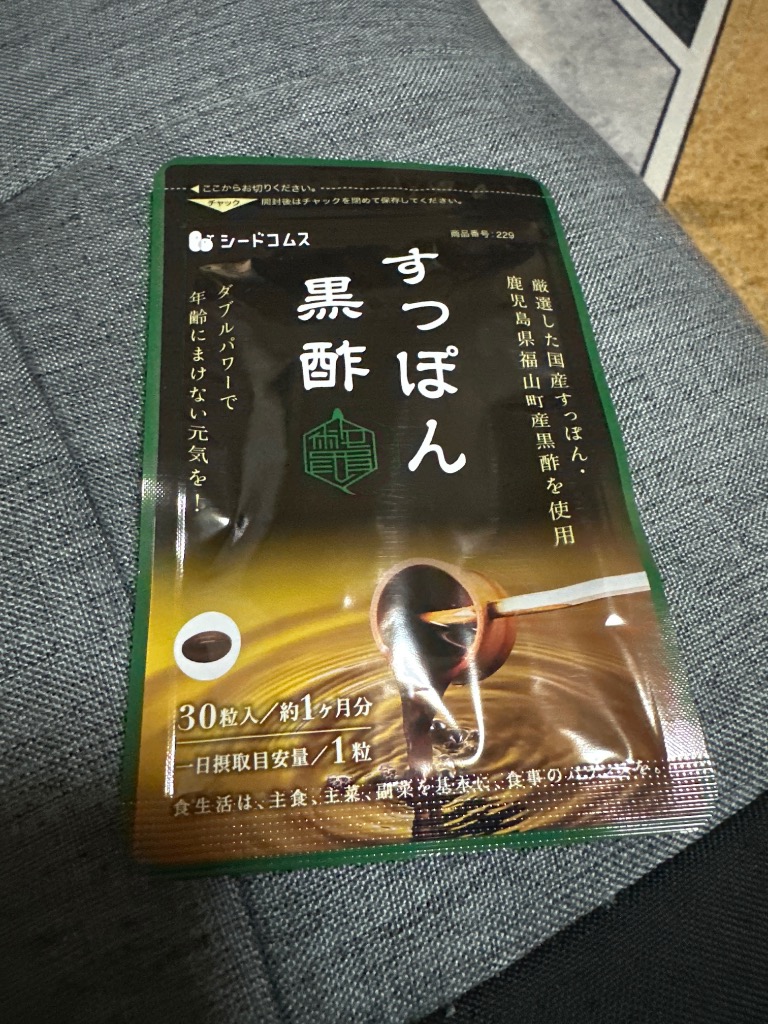 ここからお切りください。
チャック
開封後はチャックを閉めて保存してください。
シードコムス
商品番号:229
厳選した国産すっぽん・
鹿児島県福山町産黒酢を使用
すっぽん
黒酢
ダブルパワーで
年齢にまけない元気を!
30粒入/約1ヶ月分
一日摂取目安量/1粒
食生活は、主食、主菜、副菜を基本に、食事のバランスを。